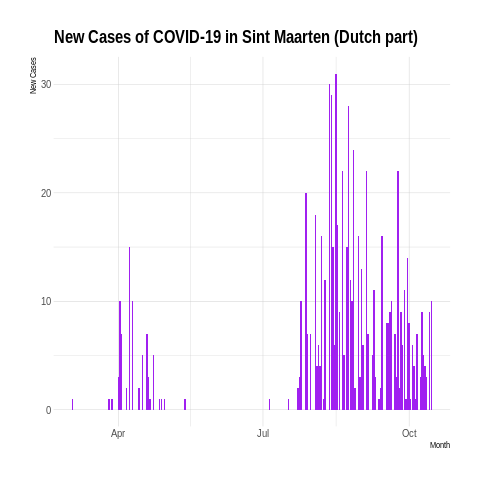 New Cases of COVID-19 in Sint Maarten (Dutch part)
New Cases
30
20
10
0
Apr
Jul
Oct
Month